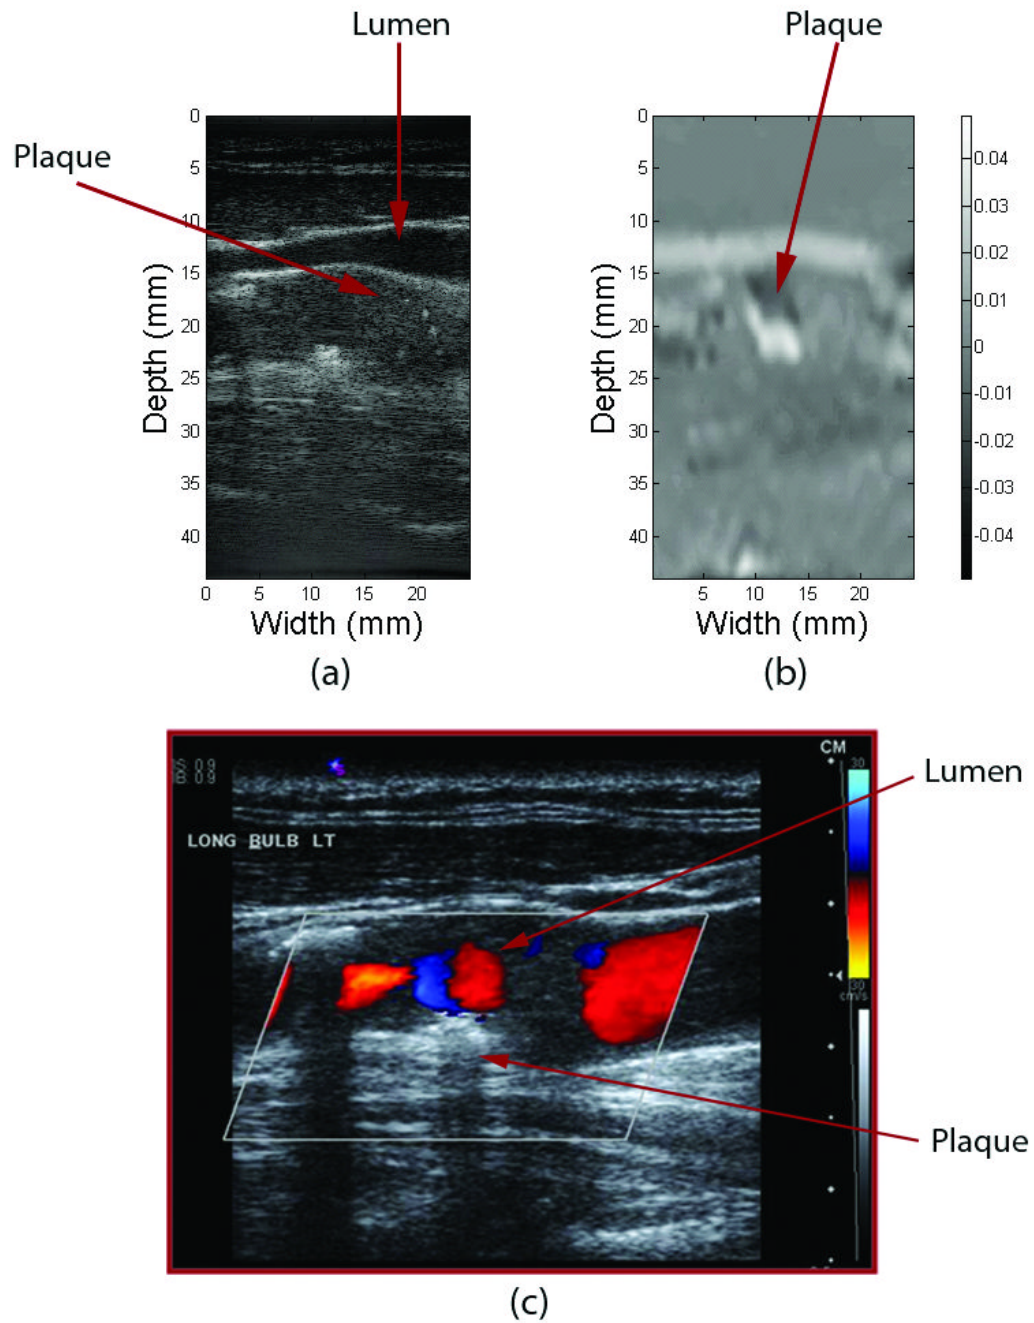 Lumen
Plaque
Plaque
0
5
10
15
20
25
30
35
40
Depth (mm)
0 5 10 15 20
Width (mm)
(a)
0
5
10
15
20
25
30
35
40
Depth (mm)
5 10 15 20
Width (mm)
0.04
0.03
0.02
0.01
0
-0.01
-0.02
-0.03
-0.04
(b)
CM
30
LONG BULB LT
30
cm/s
Lumen
Plaque
(c)